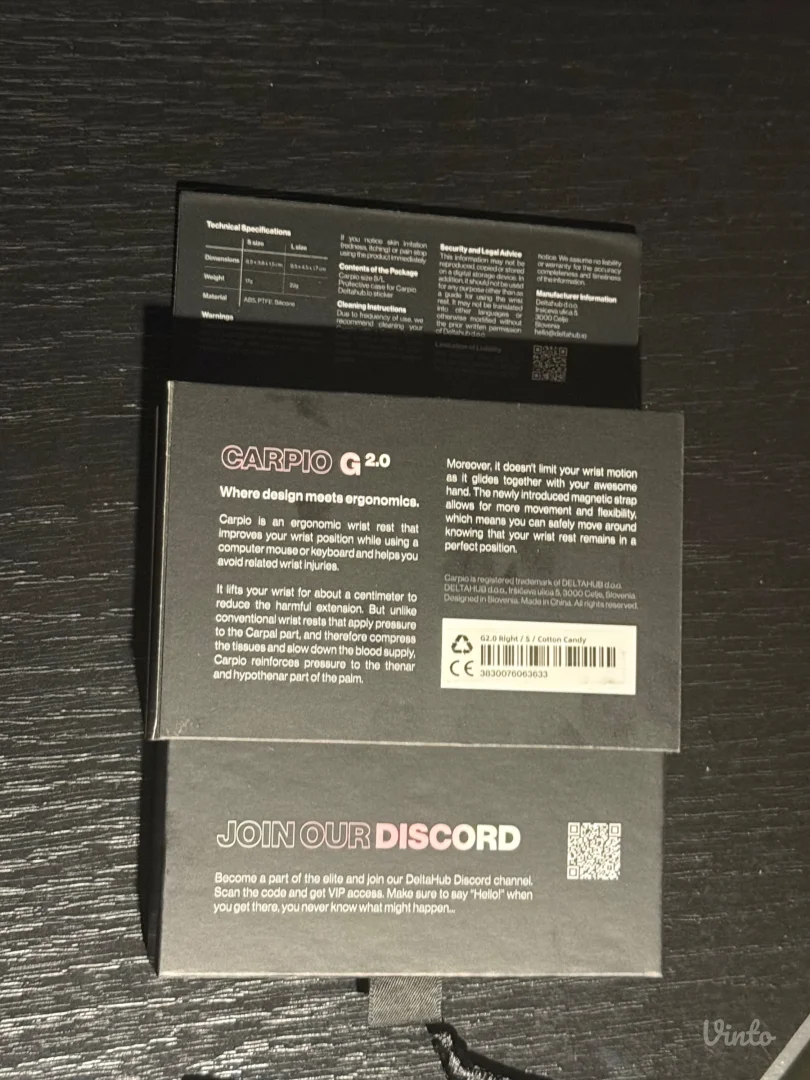 Technical Specifications
S size
L size
Dimensions
Weight
17g
Material
ABS, PTFE, Silicone
Warnings
If you notice skin irritation
(redness, itching) or pain stop
using the product immediately
Contents of the Package
Carpio size S/L
Protective case for Carpio
Deltahub.io sticker
Cleaning Instructions
Due to frequency of use, we
recommend cleaning your
Security and Legal Advice
This information may not be
reproduced, copied or stored
on a digital storage device. In
addition, it should not be used
for any purpose other than as
a guide for using the wrist
rest. It may not be translated
into other languages or
otherwise modified without
the prior written permission
of Deltahub d.o.o.
Limitation of Liability
notice. We assume no liability
or warranty for the accuracy
completeness and timeliness
of the information.
Manufacturer Information
Deltahub d.o.o.
Iršičeva ulica 5,
3000 Celje
Slovenia
hello@deltahub.io
CARPIO G 2.0
Where design meets ergonomics.
Carpio is an ergonomic wrist rest that
improves your wrist position while using a
computer mouse or keyboard and helps you
avoid related wrist injuries.
It lifts your wrist for about a centimeter to
reduce the harmful extension. But unlike
conventional wrist rests that apply pressure
to the Carpal part, and therefore compress
the tissues and slow down the blood supply,
Carpio reinforces pressure to the thenar
and hypothenar part of the palm.
Moreover, it doesn't limit your wrist motion
as it glides together with your awesome
hand. The newly introduced magnetic strap
allows for more movement and flexibility,
which means you can safely move around
knowing that your wrist rest remains in a
perfect position.
Carpio is registered trademark of DELTAHUB d.o.o.
DELTAHUB d.o.o., Iršičeva ulica 5, 3000 Celje, Slovenia
Designed in Slovenia. Made in China. All rights reserved.
G2.0 Right / S / Cotton Candy
CE 3830076063633
JOIN OUR DISCORD
Become a part of the elite and join our DeltaHub Discord channel.
Scan the code and get VIP access. Make sure to say "Hello!" when
you get there, you never know what might happen...
Vinto